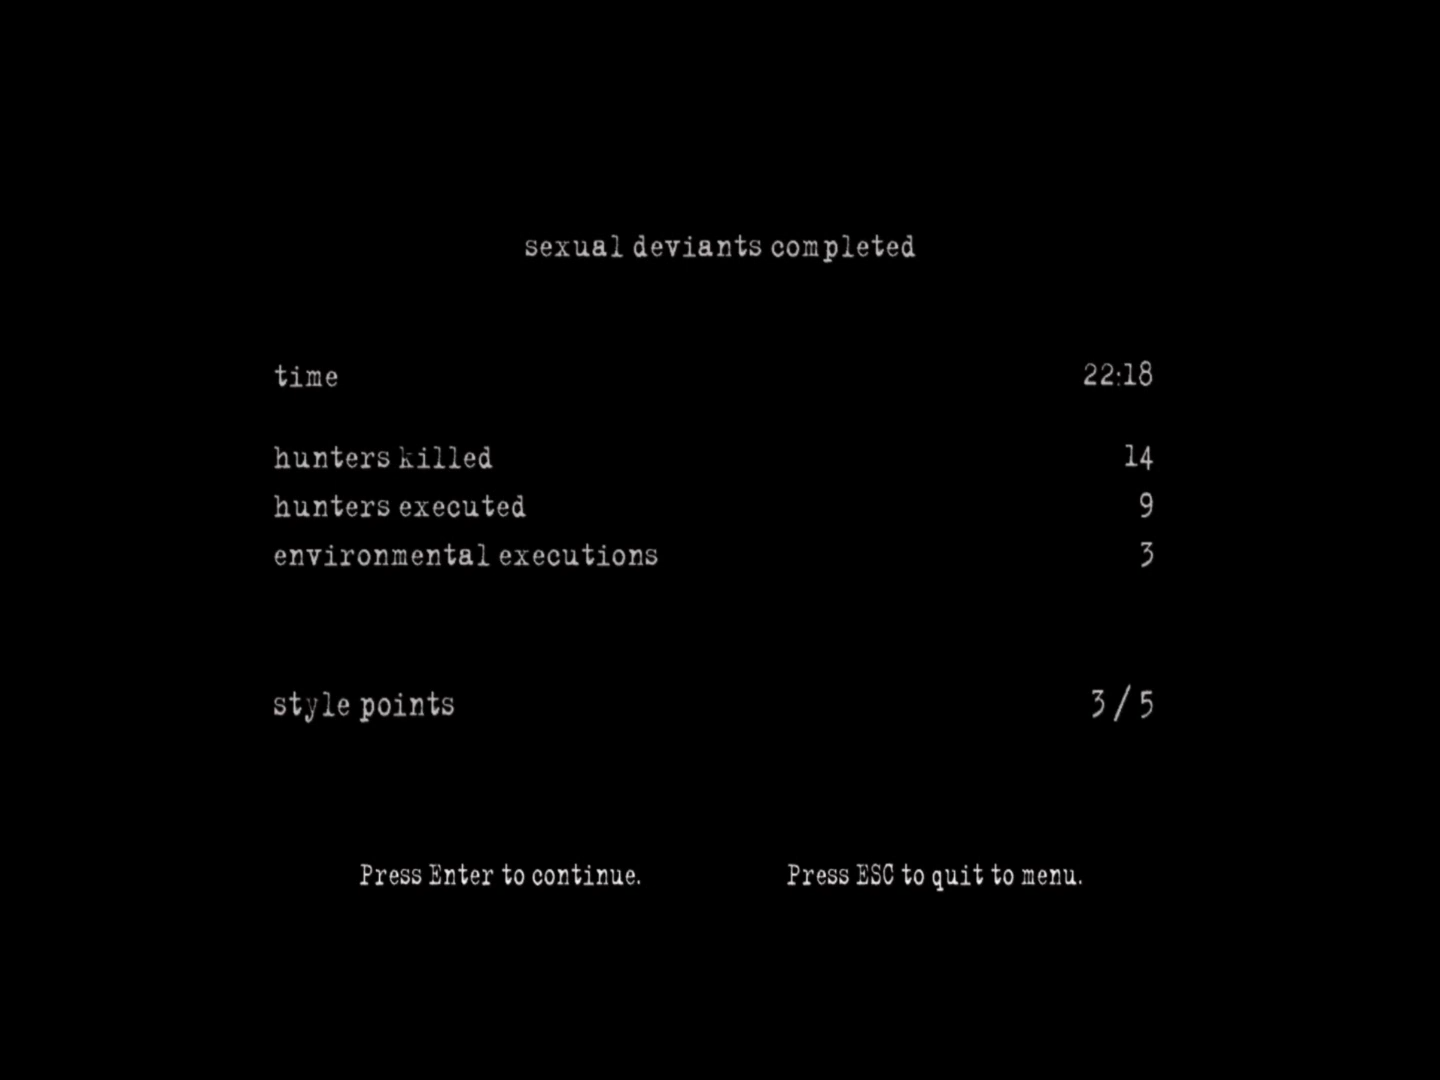 sexual deviants completed
time 22:18
hunters killed 14
hunters executed 9
environmental executions 3
style points 3 / 5
Press Enter to continue. Press ESC to quit to menu.